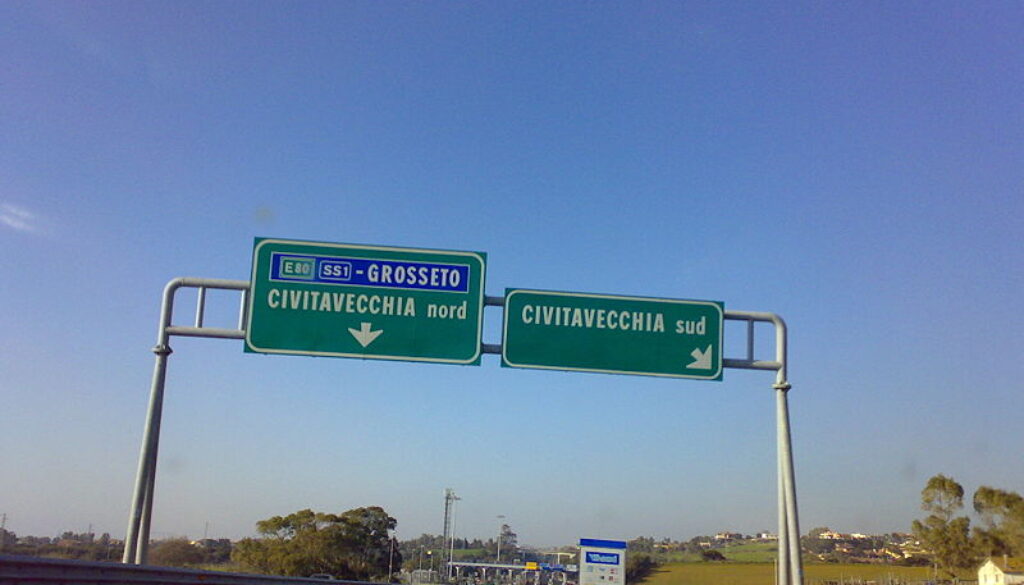 E80 SS1 - GROSSETO
CIVITAVECCHIA nord
CIVITAVECCHIA sud